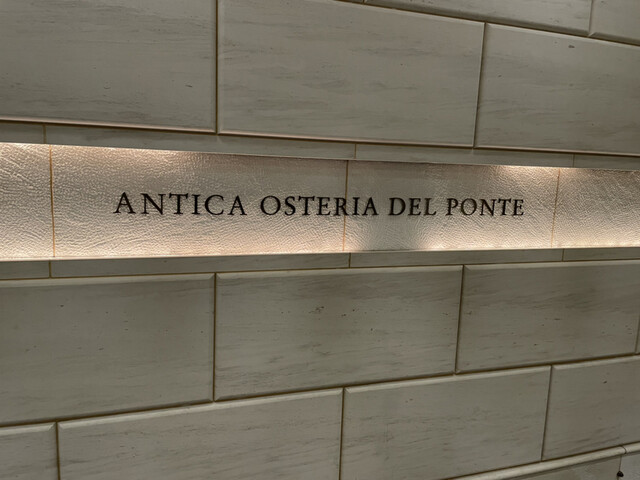 ANTICA OSTERIA DEL PONTE